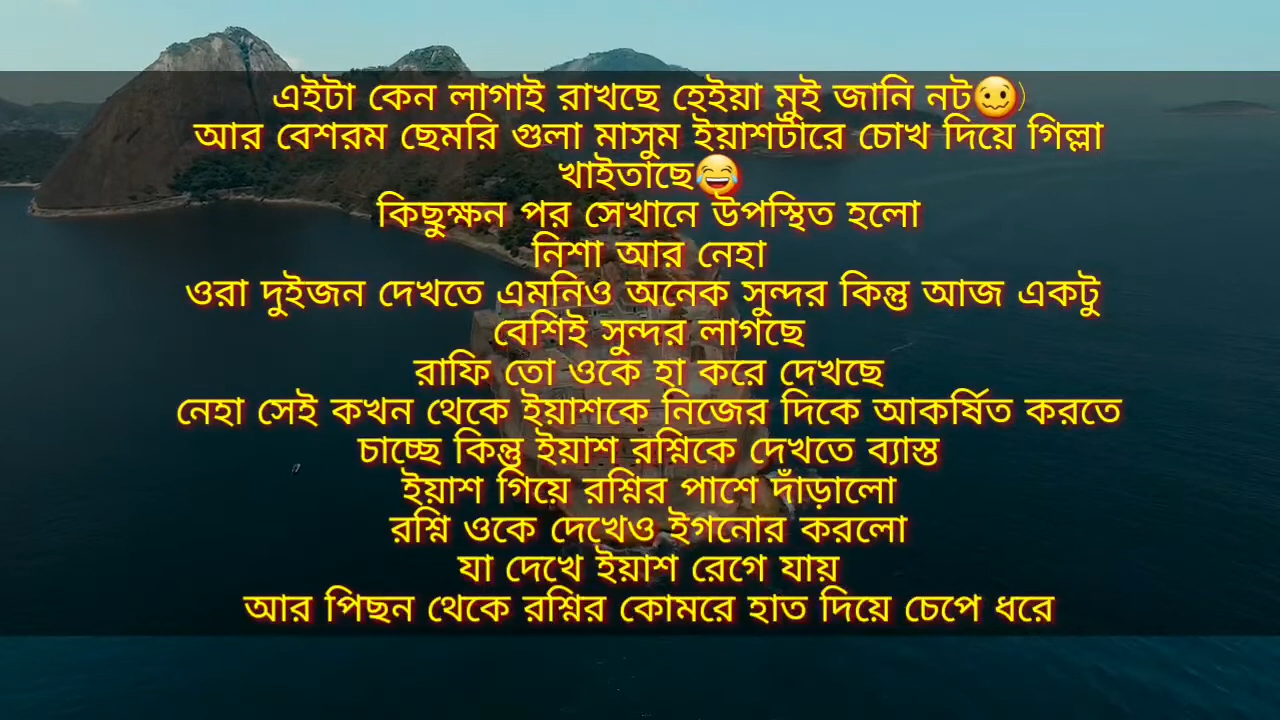 এইটা কেন লাগাই রাখছে হেইয়া মুই জানি নট🥴)
আর বেশরম ছেমরি গুলা মাসুম ইয়াশটারে চোখ দিয়ে গিল্লা
খাইতাছে😂
কিছুক্ষন পর সেখানে উপস্থিত হলো
নিশা আর নেহা
ওরা দুইজন দেখতে এমনিও অনেক সুন্দর কিন্তু আজ একটু
বেশিই সুন্দর লাগছে
রাফি তো ওকে হা করে দেখছে
নেহা সেই কখন থেকে ইয়াশকে নিজের দিকে আকর্ষিত করতে
চাচ্ছে কিন্তু ইয়াশ রশ্নিকে দেখতে ব্যাস্ত
ইয়াশ গিয়ে রশ্নির পাশে দাঁড়ালো
রশ্নি ওকে দেখেও ইগনোর করলো
যা দেখে ইয়াশ রেগে যায়
আর পিছন থেকে রশ্নির কোমরে হাত দিয়ে চেপে ধরে